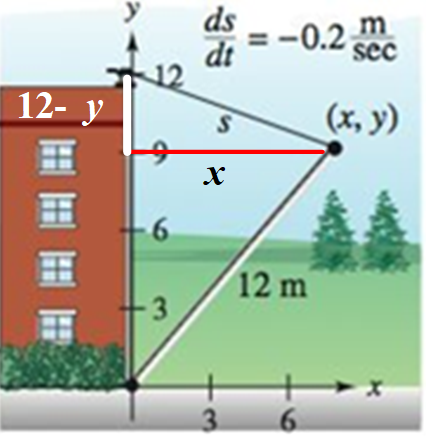 y
ds/dt = -0.2 m/sec
12
12- y
s
(x, y)
9
x
6
12 m
3
x
3 6